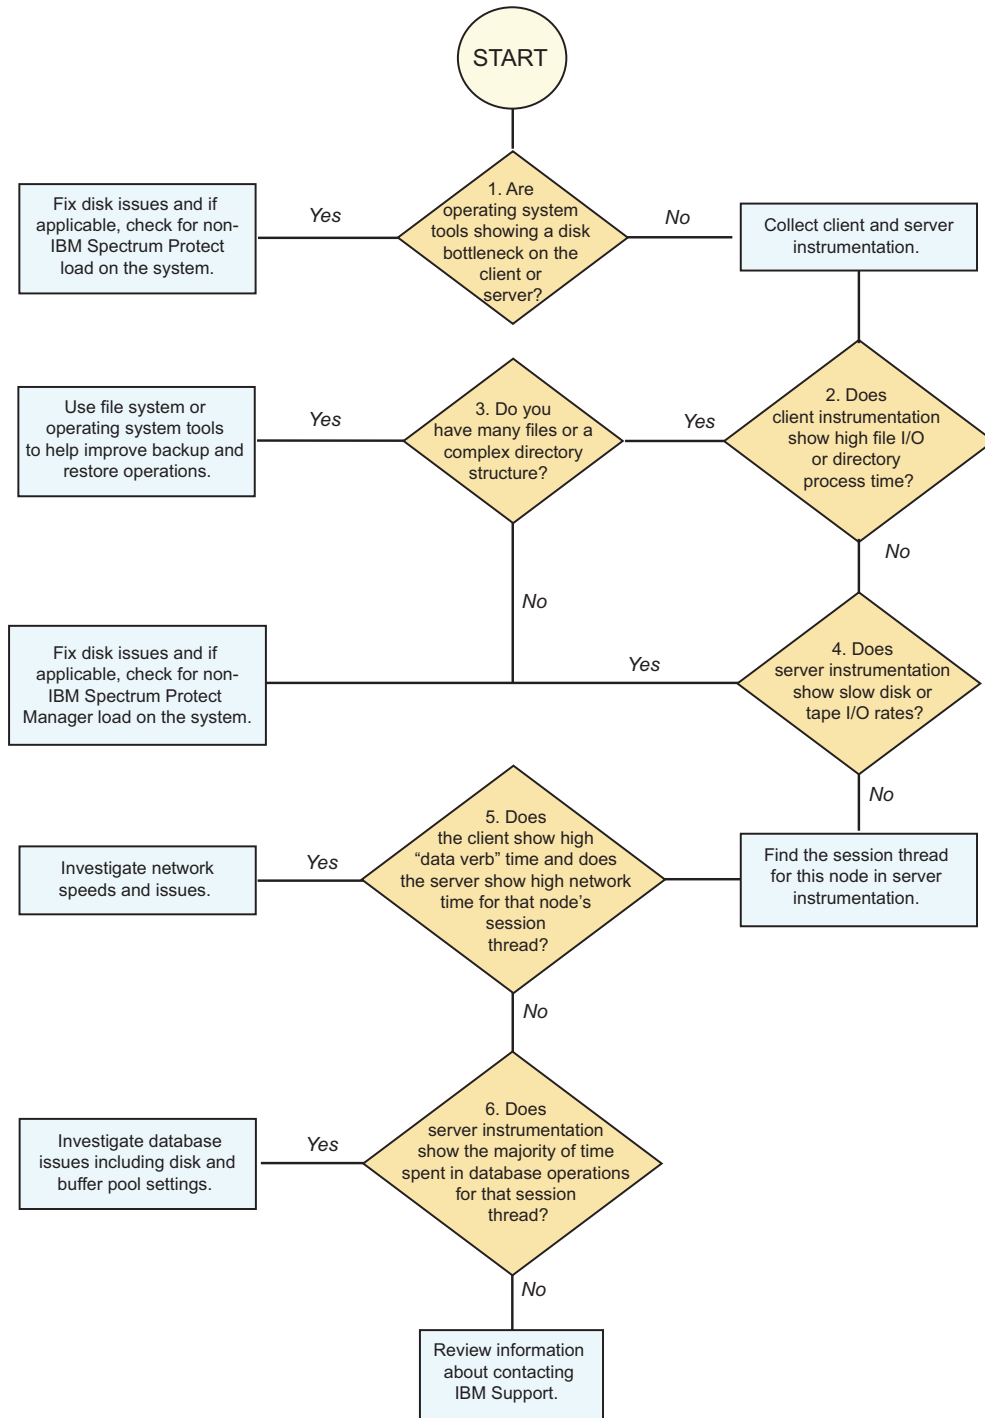 START
1. Are
operating system
tools showing a disk
bottleneck on the
client or
server?
Yes
Fix disk issues and if
applicable, check for non-
IBM Spectrum Protect
load on the system.
No
Collect client and server
instrumentation.
2. Does
client instrumentation
show high file I/O
or directory
process time?
Yes
3. Do you
have many files or a
complex directory
structure?
Yes
Use file system or
operating system tools
to help improve backup and
restore operations.
No
No
4. Does
server instrumentation
show slow disk or
tape I/O rates?
Yes
Fix disk issues and if
applicable, check for non-
IBM Spectrum Protect
Manager load on the system.
No
Find the session thread
for this node in server
instrumentation.
5. Does
the client show high
“data verb” time and does
the server show high network
time for that node’s
session
thread?
Yes
Investigate network
speeds and issues.
No
6. Does
server instrumentation
show the majority of time
spent in database operations
for that session
thread?
Yes
Investigate database
issues including disk and
buffer pool settings.
No
Review information
about contacting
IBM Support.